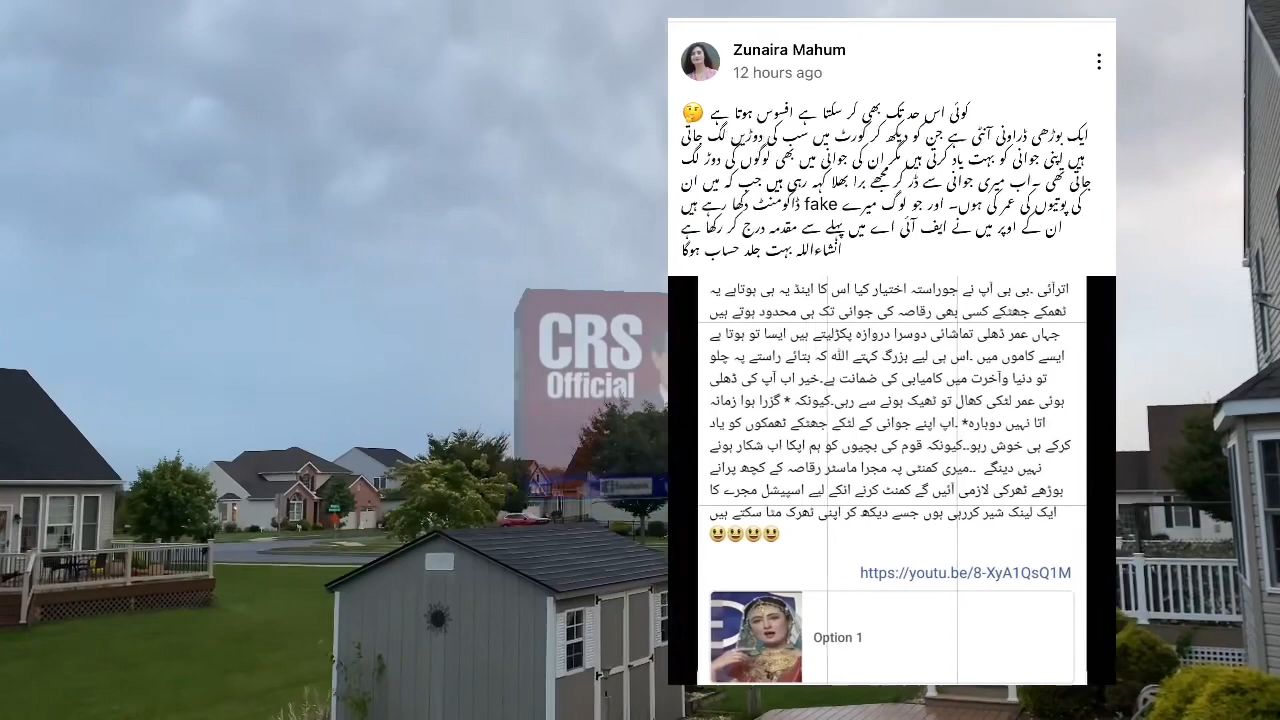 CRS
Official
Zunaira Mahum
12 hours ago
کوئی اس حد تک بھی کر سکتا ہے افسوس ہوتا ہے 🤔
ایک بوڑھی ڈراونی آنٹی ہے جن کو دیکھ کر کورٹ میں سب کی دوڑیں لگ جاتی
ہیں اپنی جوانی کو بہت یاد کرتی ہیں مگر ان کی جوانی میں بھی لوگوں کی دوڑ لگ
جاتی تھی ۔اب میری جوانی سے ڈر کر مجھے برا بھلا کہہ رہی ہیں جب کہ میں ان
کی پوتیوں کی عمر کی ہوں۔ اور جو لوگ میرے fake ڈاکومنٹ دکھا رہے ہیں
ان کے اوپر میں نے ایف آئی اے میں پہلے سے مقدمہ درج کر رکھا ہے
انشاءاللہ بہت جلد حساب ہوگا
اترآئی ۔بی بی آپ نے جوراستہ اختیار کیا اس کا اینڈ یہ ہی ہوتاہے یہ
ٹھمکے جھٹکے کسی بھی رقاصہ کی جوانی تک ہی محدود ہوتے ہیں
جہاں عمر ڈھلی تماشائی دوسرا دروازہ پکڑلیتے ہیں ایسا تو ہوتا ہے
ایسے کاموں میں ۔اس ہی لیے بزرگ کہتے اللّٰہ کہ بتائے راستے پہ چلو
تو دنیا وآخرت میں کامیابی کی ضمانت ہے۔خیر اب آپ کی ڈھلی
ہوئی عمر لٹکی کھال تو ٹھیک ہونے سے رہی۔کیونکہ * گزرا ہوا زمانہ
اتا نہیں دوبارہ* ۔اپ اپنے جوانی کے لٹکے جھٹکے ٹھمکوں کو یاد
کرکے ہی خوش رہو۔۔کیونکہ قوم کی بچیوں کو ہم اپکا اب شکار ہونے
نہیں دینگے ۔۔میری کمنٹی پہ مجرا ماسٹر رقاصہ کے کچھ پرانے
بوڑھے ٹھرکی لازمی آئیں گے کمنٹ کرنے انکے لیے اسپیشل مجرے کا
ایک لینک شیر کررہی ہوں جسے دیکھ کر اپنی ٹھرک مٹا سکتے ہیں
😃😃😃😃
https://youtu.be/8-XyA1QsQ1M
Option 1